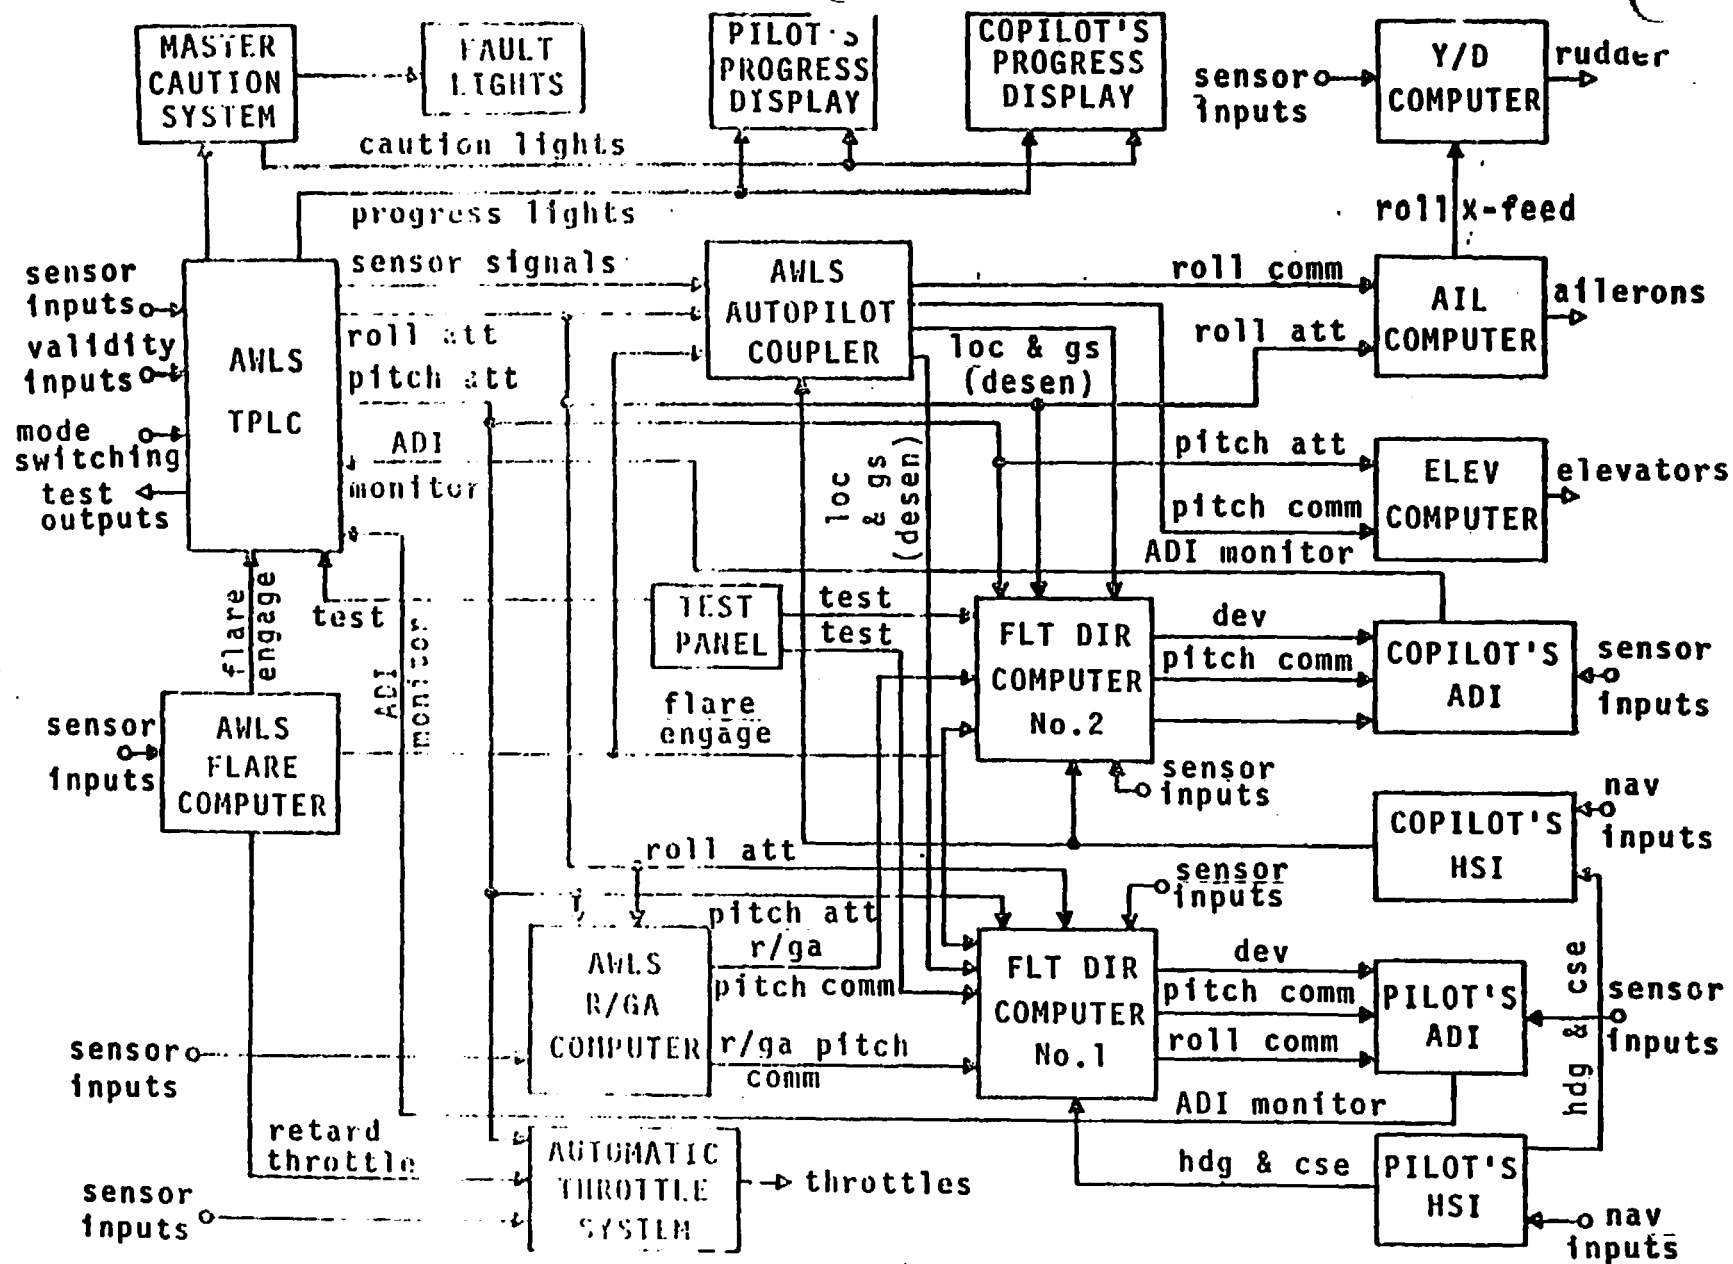 MASTER
CAUTION
SYSTEM
FAULT
LIGHTS
PILOT'S
PROGRESS
DISPLAY
COPILOT'S
PROGRESS
DISPLAY
sensor
inputs
Y/D
COMPUTER
rudder
caution lights
progress lights
roll x-feed
sensor
inputs
validity
inputs
mode
switching
test
outputs
AWLS
TPLC
sensor signals
roll att
pitch att
ADI
monitor
AWLS
AUTOPILOT
COUPLER
roll comm
roll att
loc & gs
(desen)
loc
& gs
(desen)
AIL
COMPUTER
ailerons
pitch att
pitch comm
ELEV
COMPUTER
elevators
ADI monitor
flare
engage
test
ADI
monitor
TEST
PANEL
test
test
flare
engage
FLT DIR
COMPUTER
No.2
dev
pitch comm
COPILOT'S
ADI
sensor
inputs
sensor
inputs
AWLS
FLARE
COMPUTER
sensor
inputs
nav
inputs
COPILOT'S
HSI
roll att
sensor
inputs
pitch att
r/ga
pitch comm
AWLS
R/GA
COMPUTER
r/ga pitch
comm
sensor
inputs
FLT DIR
COMPUTER
No.1
dev
pitch comm
roll comm
PILOT'S
ADI
hdg & cse
sensor
inputs
ADI monitor
retard
throttle
sensor
inputs
AUTOMATIC
THROTTLE
SYSTEM
throttles
hdg & cse
PILOT'S
HSI
nav
inputs